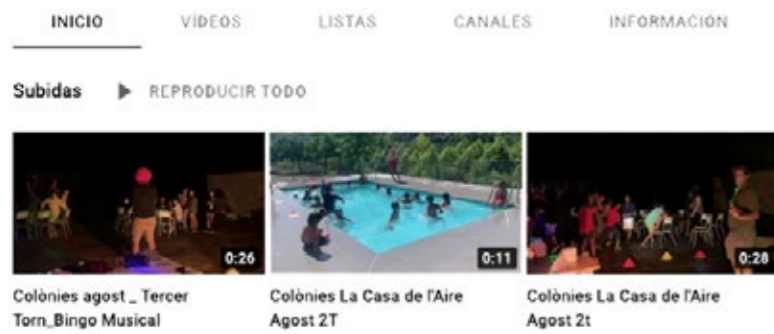 INICIO VÍDEOS LISTAS CANALES INFORMACIÓN
Subidas REPRODUCIR TODO
0:26 0:11 0:28
Colònies agost _ Tercer
Torn_Bingo Musical
Colònies La Casa de l'Aire
Agost 2T
Colònies La Casa de l'Aire
Agost 2t